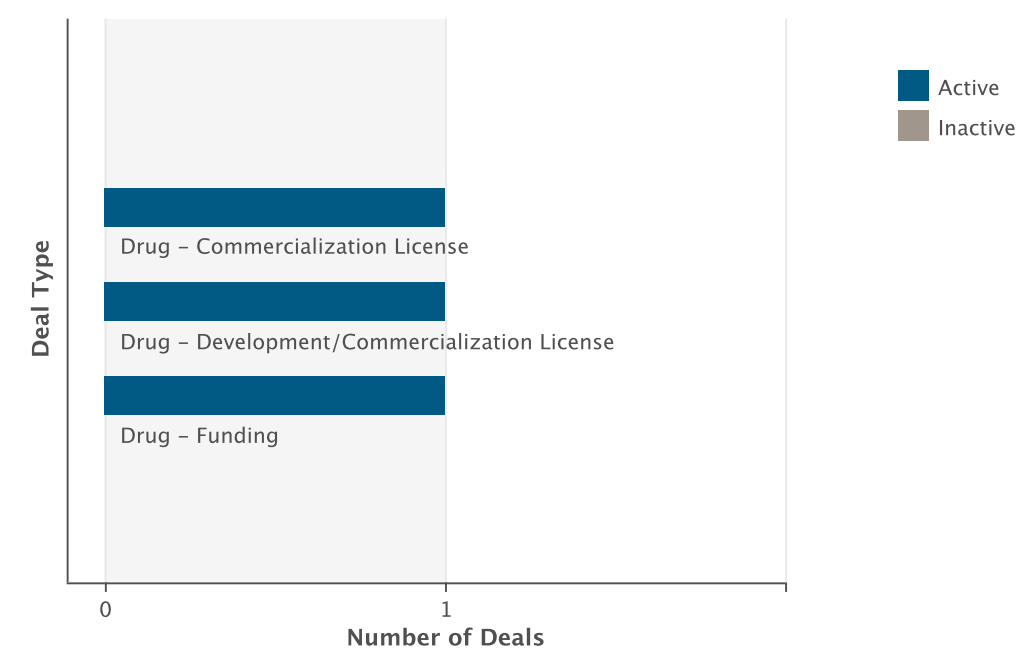 Active
Inactive
Deal Type
Drug – Commercialization License
Drug – Development/Commercialization License
Drug – Funding
0
1
Number of Deals